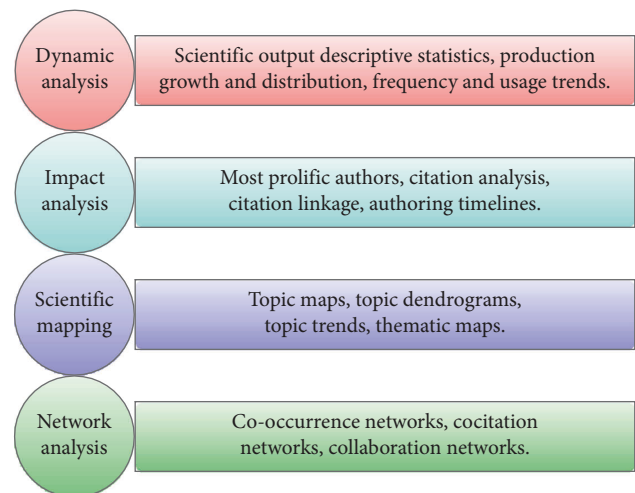 Dynamic
analysis
Scientific output descriptive statistics, production
growth and distribution, frequency and usage trends.
Impact
analysis
Most prolific authors, citation analysis,
citation linkage, authoring timelines.
Scientific
mapping
Topic maps, topic dendrograms,
topic trends, thematic maps.
Network
analysis
Co-occurrence networks, cocitation
networks, collaboration networks.